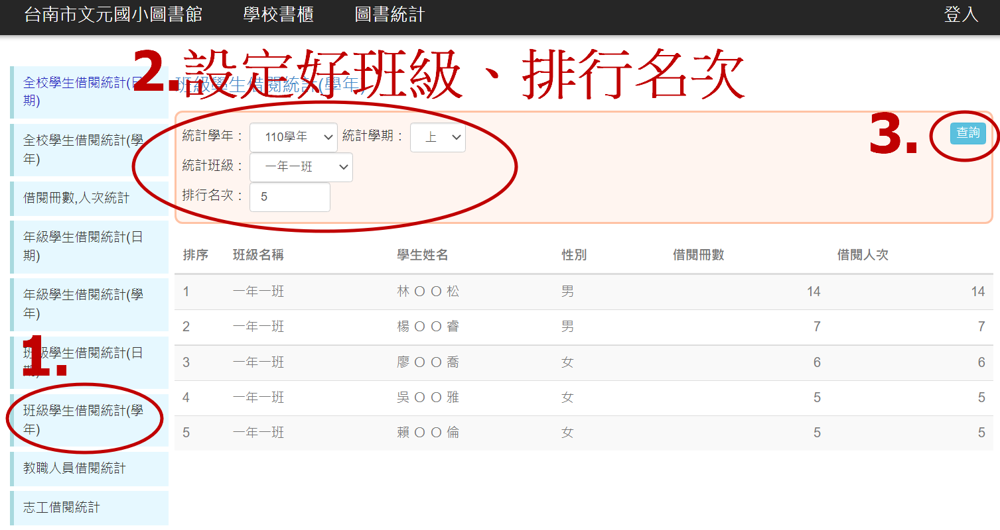 台南市文元國小圖書館 學校書櫃 圖書統計 登入
2.設定好班級、排行名次
全校學生借閱統計(日
期)
全校學生借閱統計(學
年)
借閱冊數,人次統計
年級學生借閱統計(日
期)
年級學生借閱統計(學
年)
1.
班級學生借閱統計(日
期)
班級學生借閱統計(學
年)
教職人員借閱統計
志工借閱統計
班級學生借閱統計(學年)
統計學年： 110學年 統計學期： 上
3. 查詢
統計班級： 一年一班
排行名次： 5
排序 班級名稱 學生姓名 性別 借閱冊數 借閱人次
1 一年一班 林ＯＯ松 男 14 14
2 一年一班 楊ＯＯ睿 男 7 7
3 一年一班 廖ＯＯ喬 女 6 6
4 一年一班 吳ＯＯ雅 女 5 5
5 一年一班 賴ＯＯ倫 女 5 5